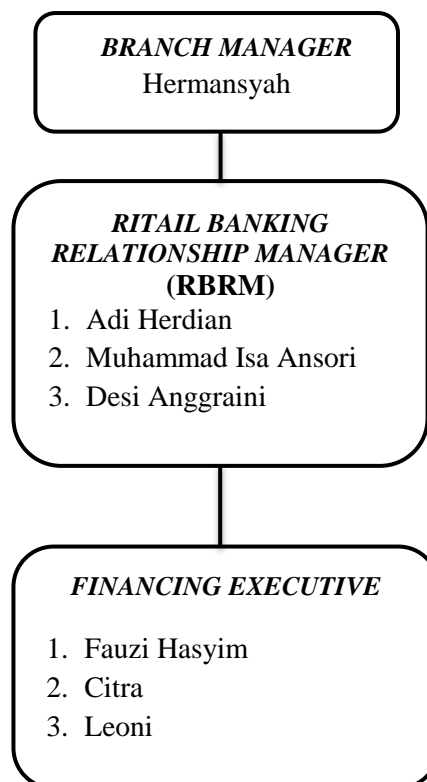 BRANCH MANAGER
Hermansyah
RITAIL BANKING
RELATIONSHIP MANAGER
(RBRM)
1. Adi Herdian
2. Muhammad Isa Ansori
3. Desi Anggraini
FINANCING EXECUTIVE
1. Fauzi Hasyim
2. Citra
3. Leoni